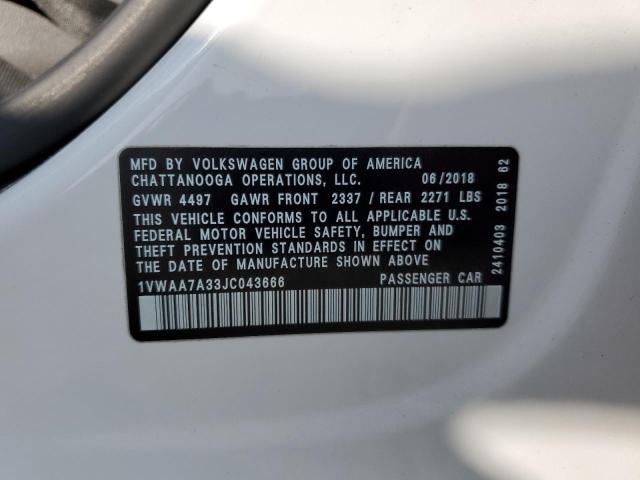 MFD BY VOLKSWAGEN GROUP OF AMERICA
CHATTANOOGA OPERATIONS, LLC. 06/2018
GVWR 4497 GAWR FRONT 2337 / REAR 2271 LBS
THIS VEHICLE CONFORMS TO ALL APPLICABLE U.S.
FEDERAL MOTOR VEHICLE SAFETY, BUMPER AND
THEFT PREVENTION STANDARDS IN EFFECT ON
THE DATE OF MANUFACTURE SHOWN ABOVE
1VWAA7A33JC043666 PASSENGER CAR
2410403 2018 62